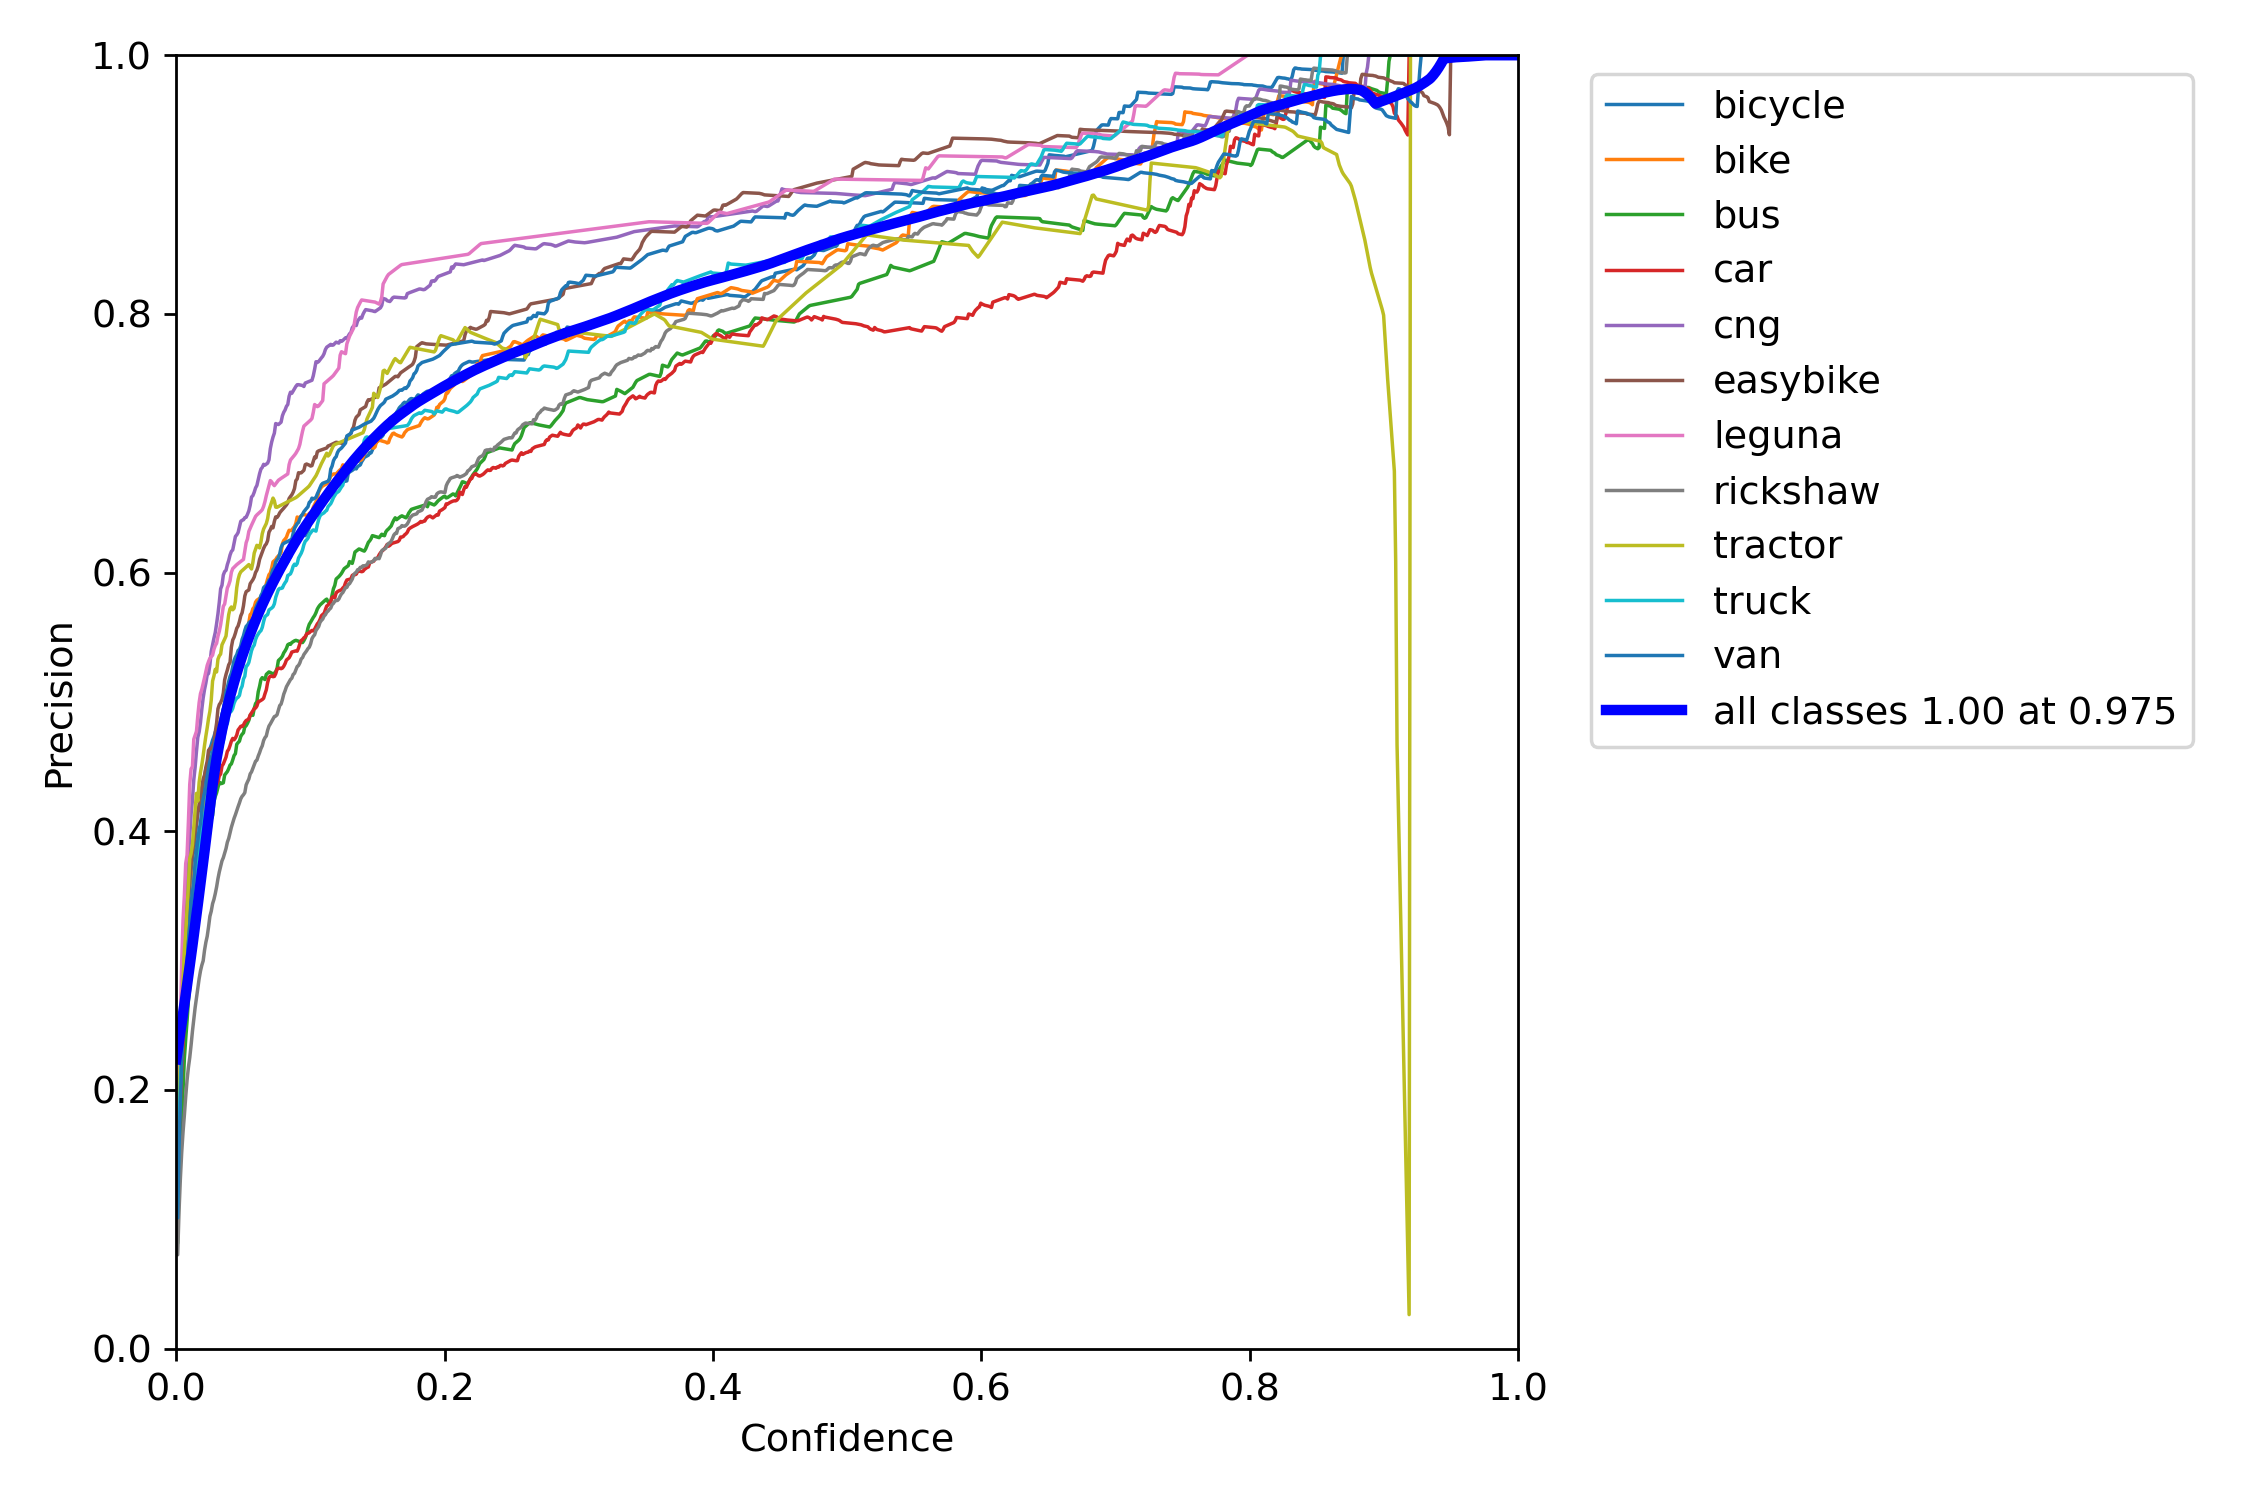 1.0
0.8
0.6
0.4
0.2
0.0
Precision
0.0 0.2 0.4 0.6 0.8 1.0
Confidence
bicycle
bike
bus
car
cng
easybike
leguna
rickshaw
tractor
truck
van
all classes 1.00 at 0.975